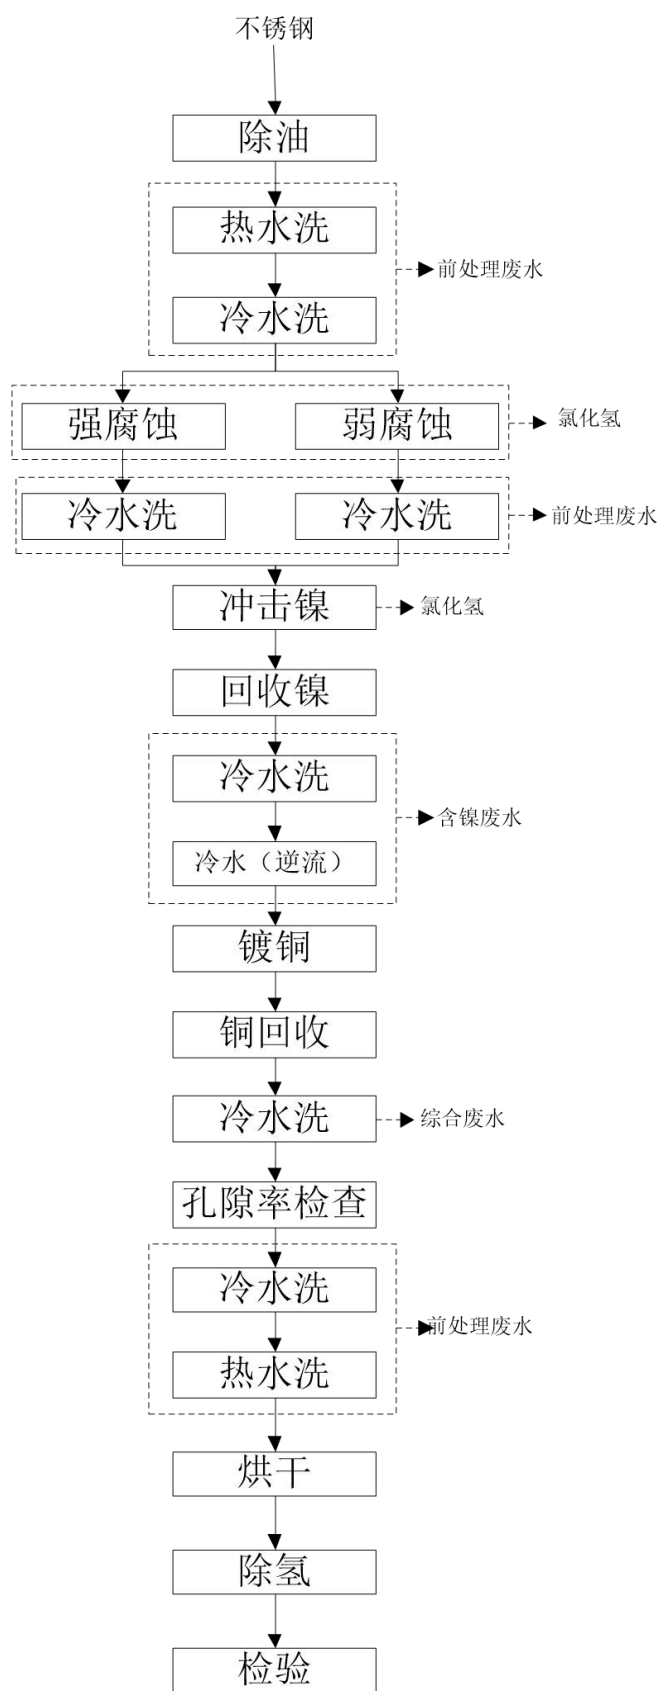 不锈钢
除油
热水洗
前处理废水
冷水洗
强腐蚀
弱腐蚀
氯化氢
冷水洗
冷水洗
前处理废水
冲击镍
氯化氢
回收镍
冷水洗
含镍废水
冷水（逆流）
镀铜
铜回收
冷水洗
综合废水
孔隙率检查
冷水洗
前处理废水
热水洗
烘干
除氢
检验